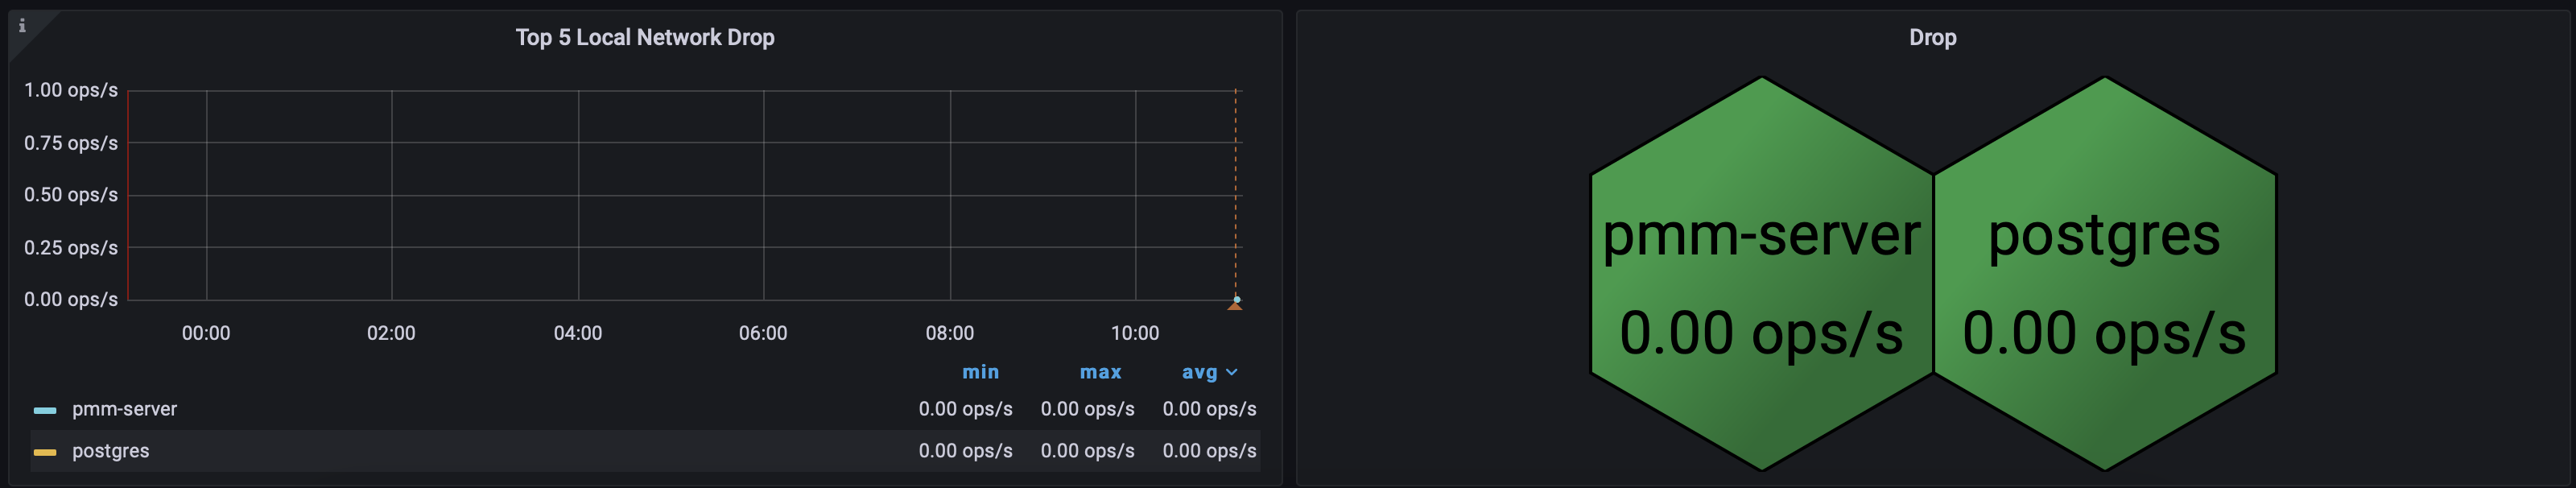 i
Top 5 Local Network Drop
1.00 ops/s
0.75 ops/s
0.50 ops/s
0.25 ops/s
0.00 ops/s
00:00 02:00 04:00 06:00 08:00 10:00
min max avg
pmm-server 0.00 ops/s 0.00 ops/s 0.00 ops/s
postgres 0.00 ops/s 0.00 ops/s 0.00 ops/s
Drop
pmm-server
0.00 ops/s
postgres
0.00 ops/s